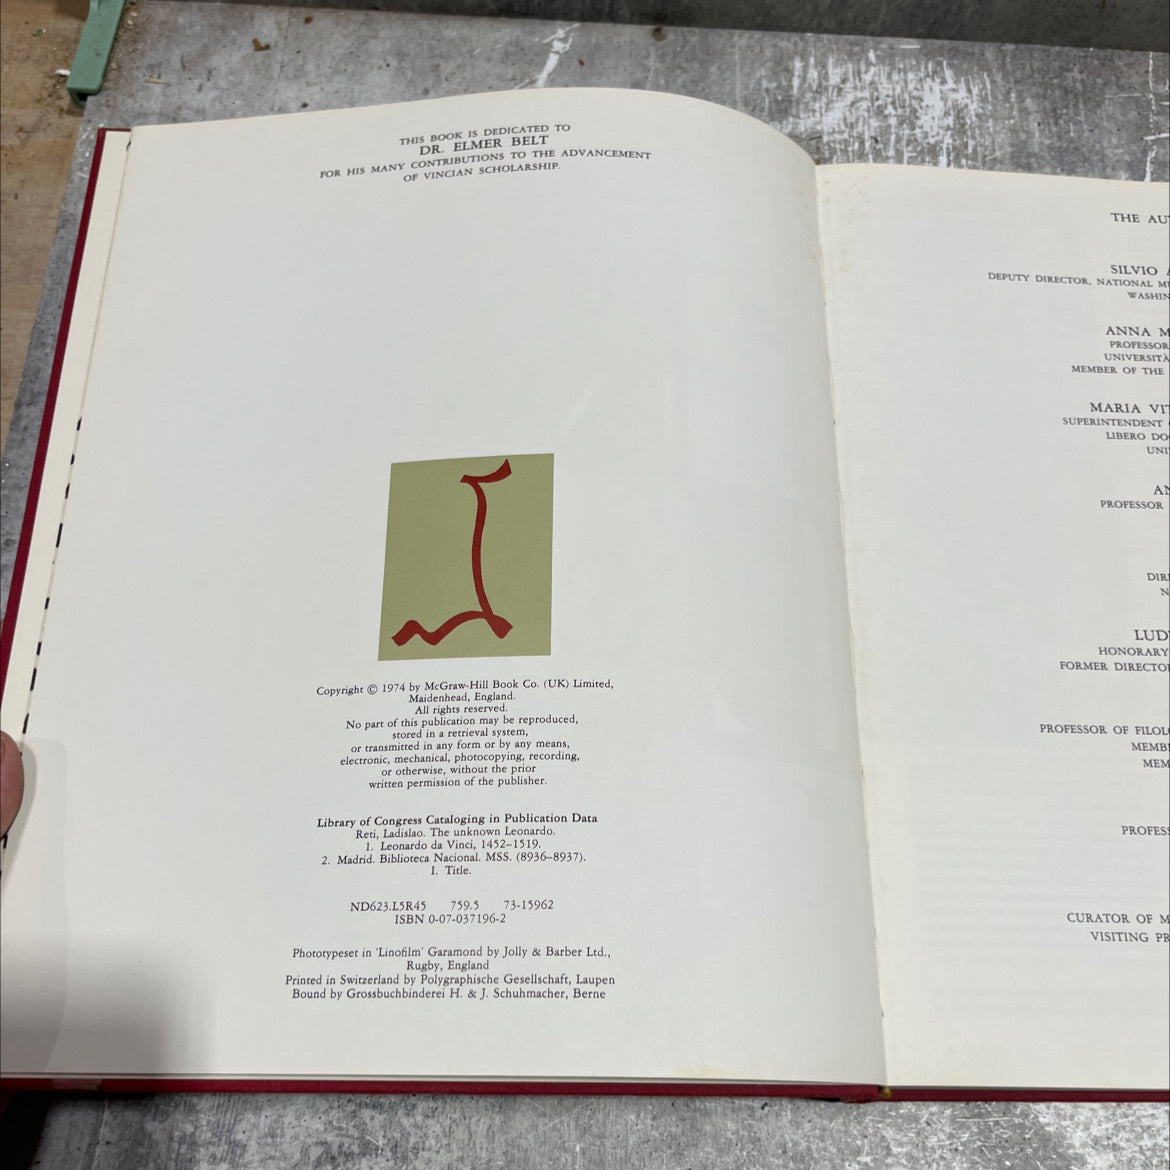 THIS BOOK IS DEDICATED TO
DR. ELMER BELT
FOR HIS MANY CONTRIBUTIONS TO THE ADVANCEMENT
OF VINCIAN SCHOLARSHIP.
Copyright © 1974 by McGraw-Hill Book Co. (UK) Limited,
Maidenhead, England.
All rights reserved.
No part of this publication may be reproduced,
stored in a retrieval system,
or transmitted in any form or by any means,
electronic, mechanical, photocopying, recording,
or otherwise, without the prior
written permission of the publisher.
Library of Congress Cataloging in Publication Data
Reti, Ladislao. The unknown Leonardo.
1. Leonardo da Vinci, 1452–1519.
2. Madrid. Biblioteca Nacional. MSS. (8936–8937).
I. Title.
ND623.L5R45 759.5 73-15962
ISBN 0-07-037196-2
Phototypeset in 'Linofilm' Garamond by Jolly & Barber Ltd.,
Rugby, England
Printed in Switzerland by Polygraphische Gesellschaft, Laupen
Bound by Grossbuchbinderei H. & J. Schuhmacher, Berne
THE AU
SILVIO
DEPUTY DIRECTOR, NATIONAL MU
WASHIN
ANNA M
PROFESSOR
UNIVERSITÀ
MEMBER OF THE
MARIA VIT
SUPERINTENDENT
LIBERO DO
UNI
AN
PROFESSOR
DIRE
N
LUD
HONORARY
FORMER DIRECTO
PROFESSOR OF FILOL
MEMB
MEM
PROFESS
CURATOR OF M
VISITING PR